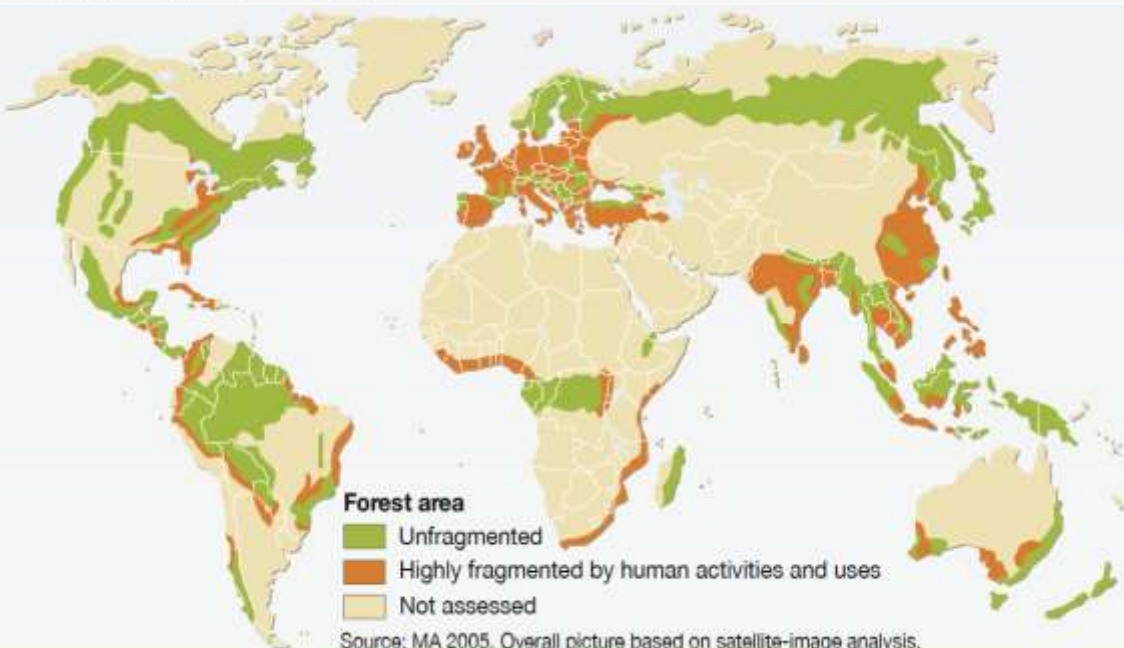 Forest area
Unfragmented
Highly fragmented by human activities and uses
Not assessed
Source: MA 2005. Overall picture based on satellite-image analysis.